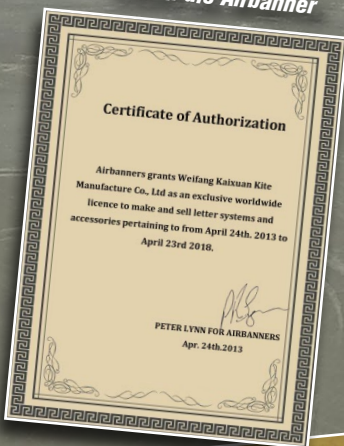 Airbanner
Certificate of Authorization
Airbanners grants Weifang Kaixuan Kite
Manufacture Co., Ltd as an exclusive worldwide
licence to make and sell letter systems and
accessories pertaining to from April 24th. 2013 to
April 23rd 2018.
PETER LYNN FOR AIRBANNERS
Apr. 24th.2013